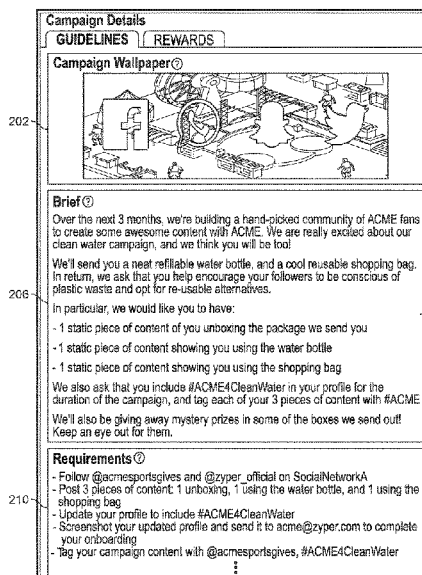 Campaign Details
GUIDELINES REWARDS
Campaign Wallpaper?
202
Brief?
Over the next 3 months, we're building a hand-picked community of ACME fans
to create some awesome content with ACME. We are really excited about our
clean water campaign, and we think you will be too!
We'll send you a neat refillable water bottle, and a cool reusable shopping bag.
In return, we ask that you help encourage your followers to be conscious of
plastic waste and opt for re-usable alternatives.
206
In particular, we would like you to have:
- 1 static piece of content of you unboxing the package we send you
- 1 static piece of content showing you using the water bottle
- 1 static piece of content showing you using the shopping bag
We also ask that you include #ACME4CleanWater in your profile for the
duration of the campaign, and tag each of your 3 pieces of content with #ACME
We'll also be giving away mystery prizes in some of the boxes we send out!
Keep an eye out for them.
Requirements?
- Follow @acmesportsgives and @zyper_official on SocialNetworkA
- Post 3 pieces of content: 1 unboxing, 1 using the water bottle, and 1 using the
shopping bag
210
- Update your profile to include #ACME4CleanWater
- Screenshot your updated profile and send it to acme@zyper.com to complete
your onboarding
- Tag your campaign content with @acmesportsgives, #ACME4CleanWater